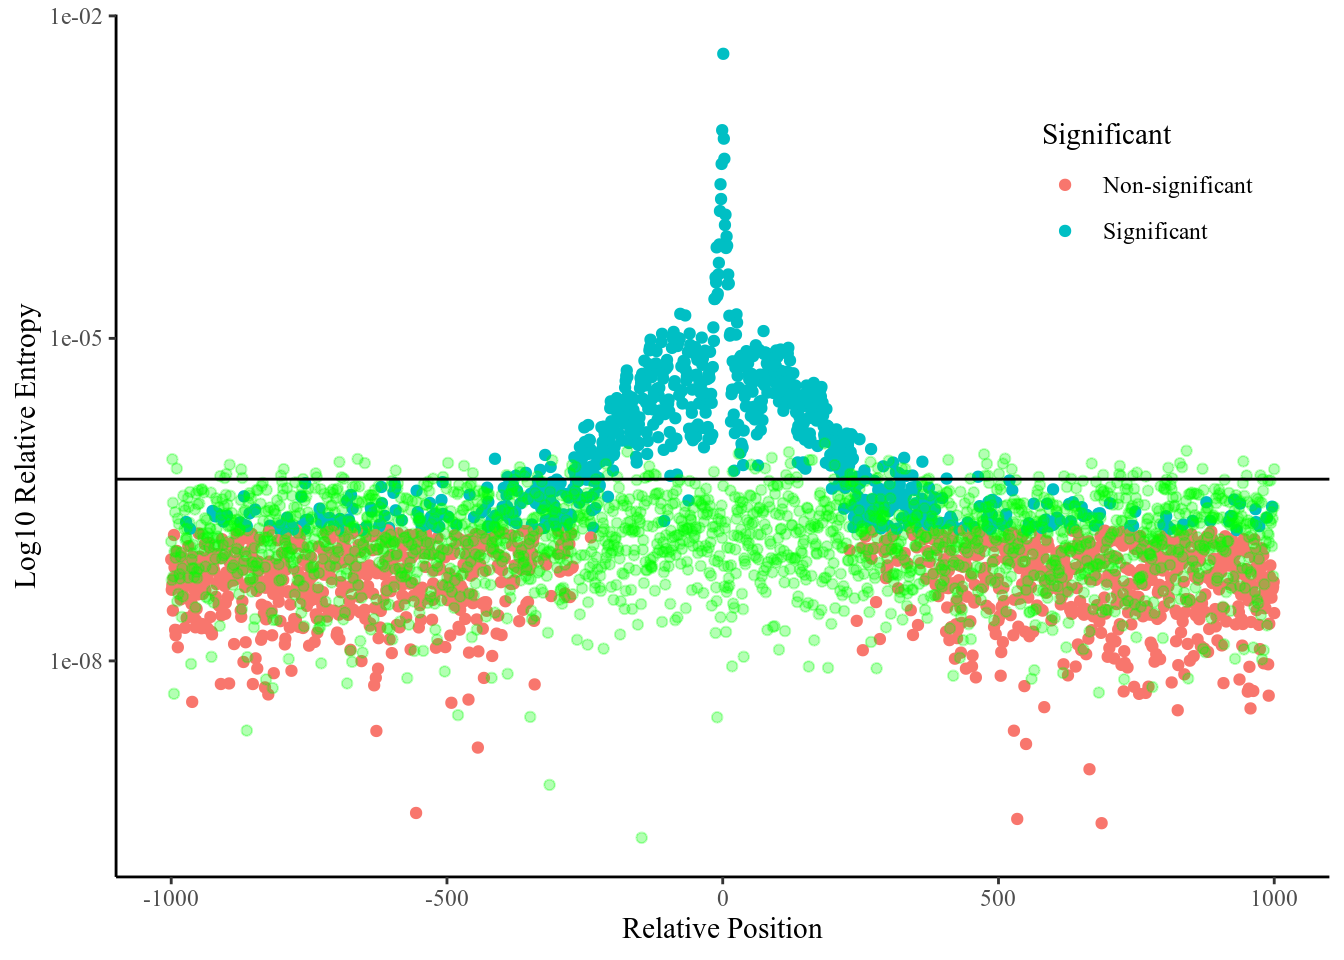 1e-02
1e-05
1e-08
Log10 Relative Entropy
Significant
Non-significant
Significant
-1000
-500
0
500
1000
Relative Position